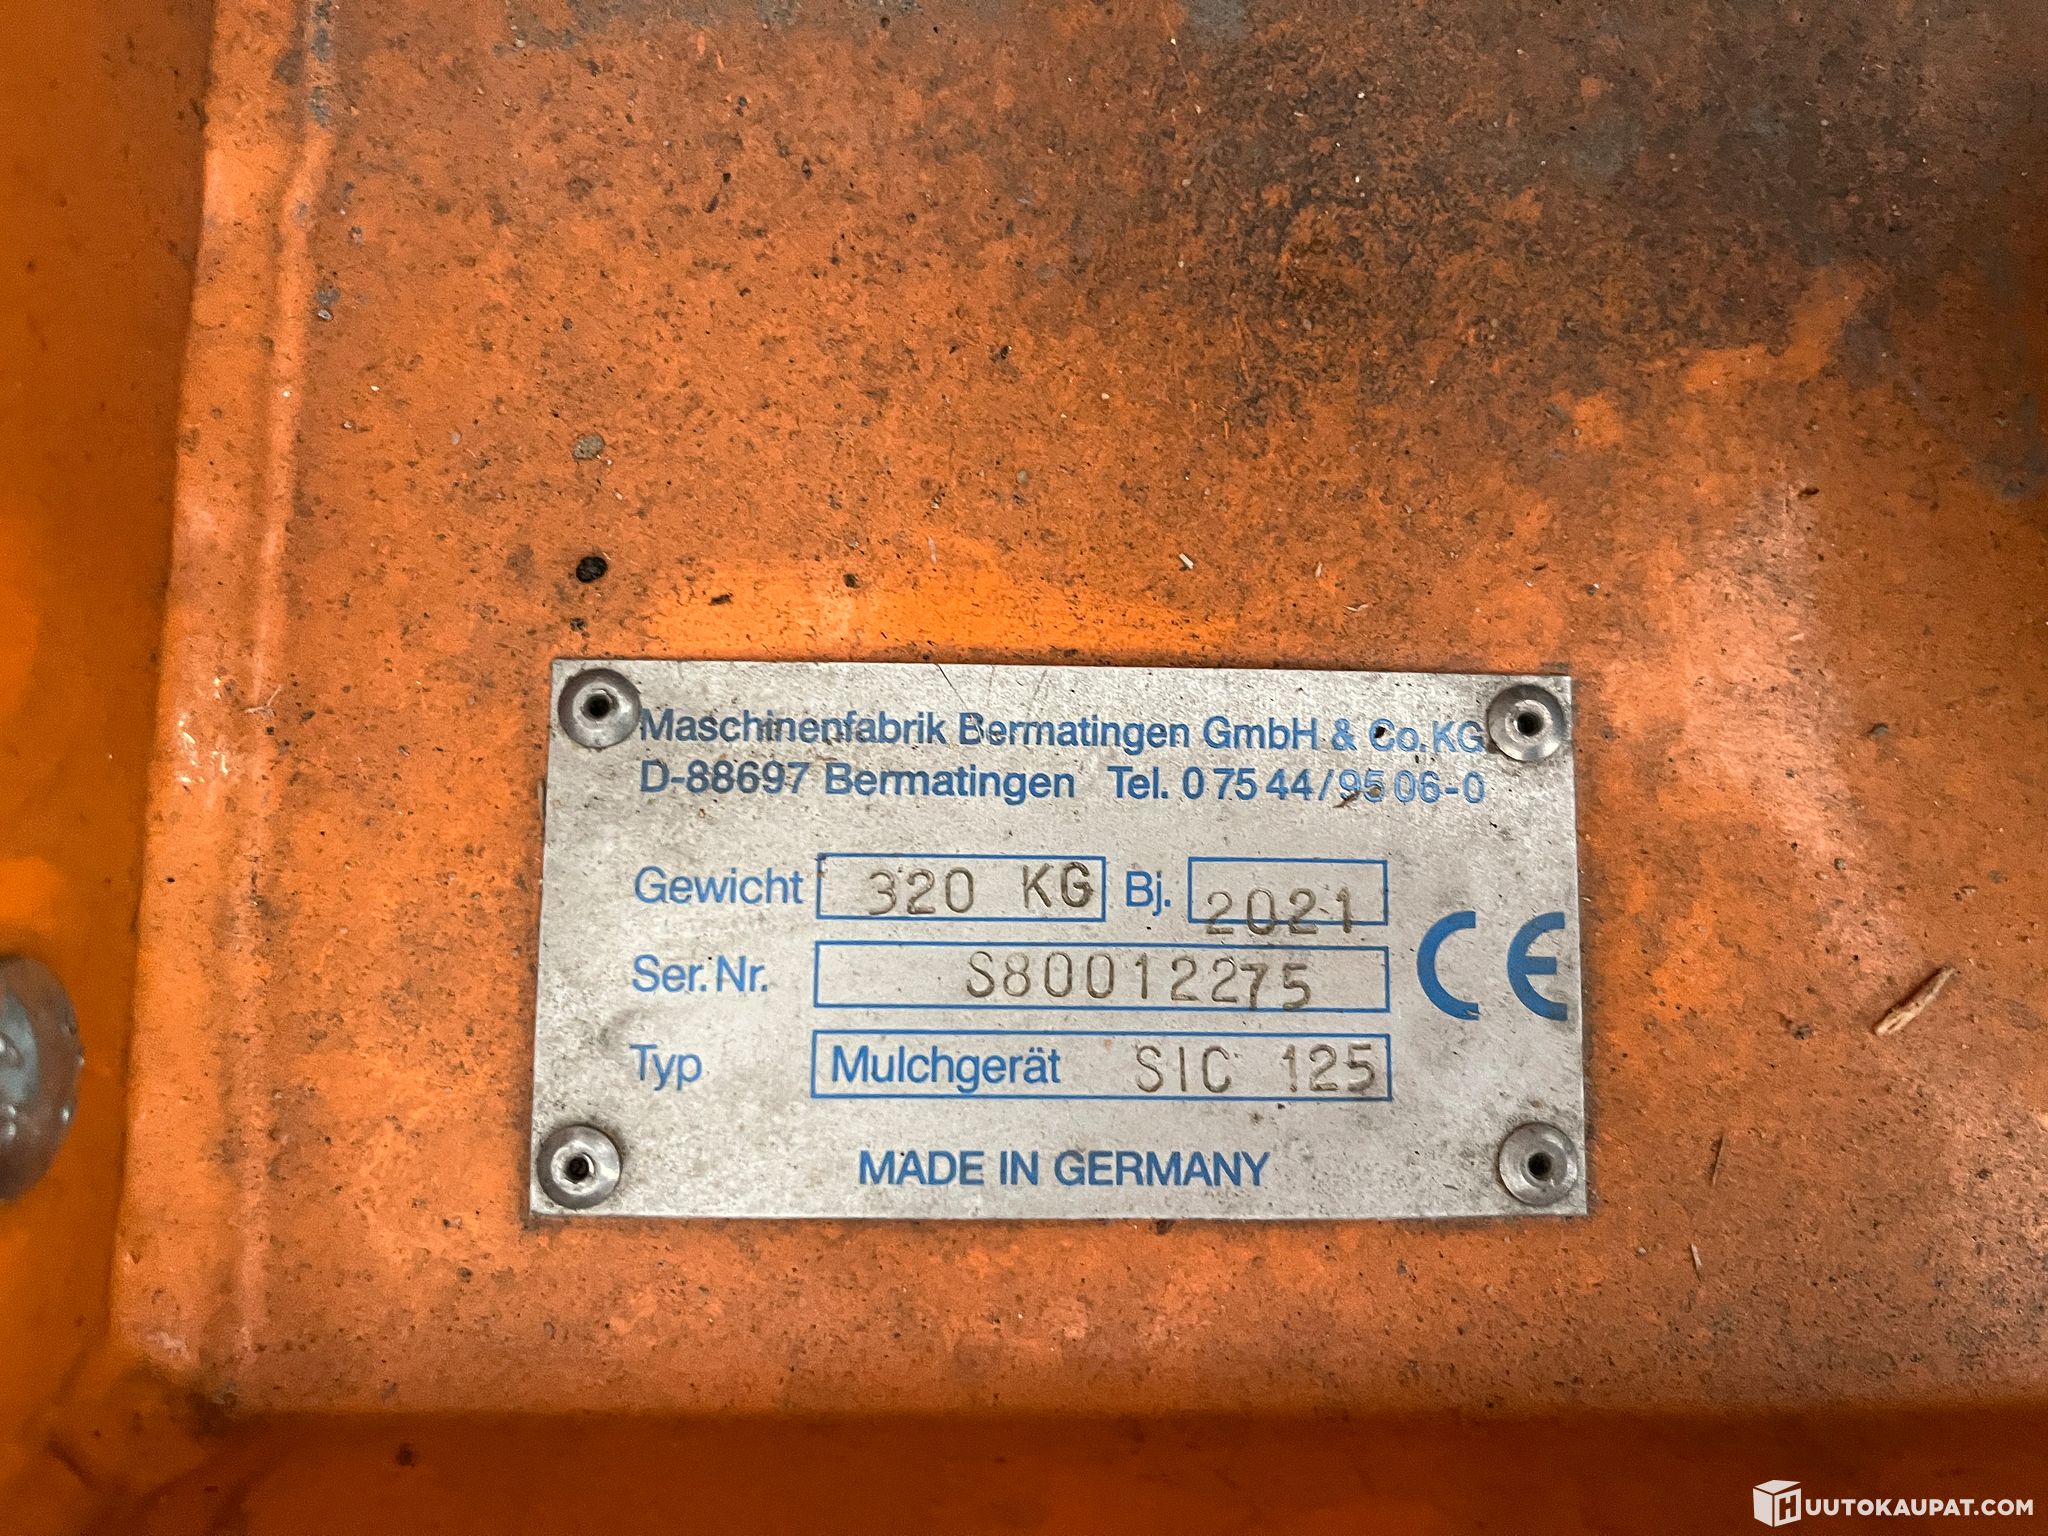 Maschinenfabrik Bermatingen GmbH & Co. KG
D-88697 Bermatingen Tel. 0 75 44/95 06-0
Gewicht 320 KG Bj. 2021
Ser. Nr. S80012275
CE
Typ Mulchgerät SIC 125
MADE IN GERMANY
HUUTOKAUPAT.COM